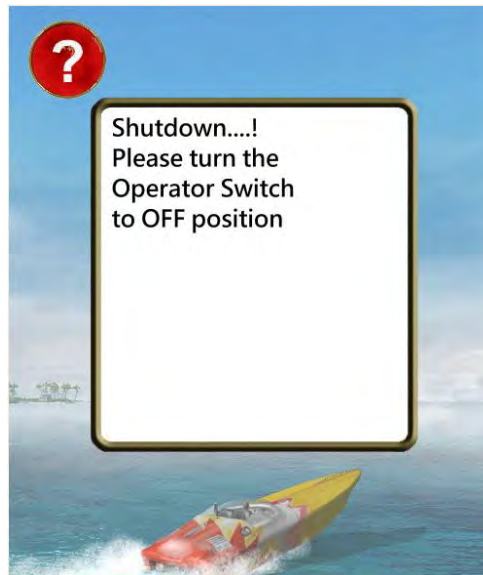 ?
Shutdown....!
Please turn the
Operator Switch
to OFF position